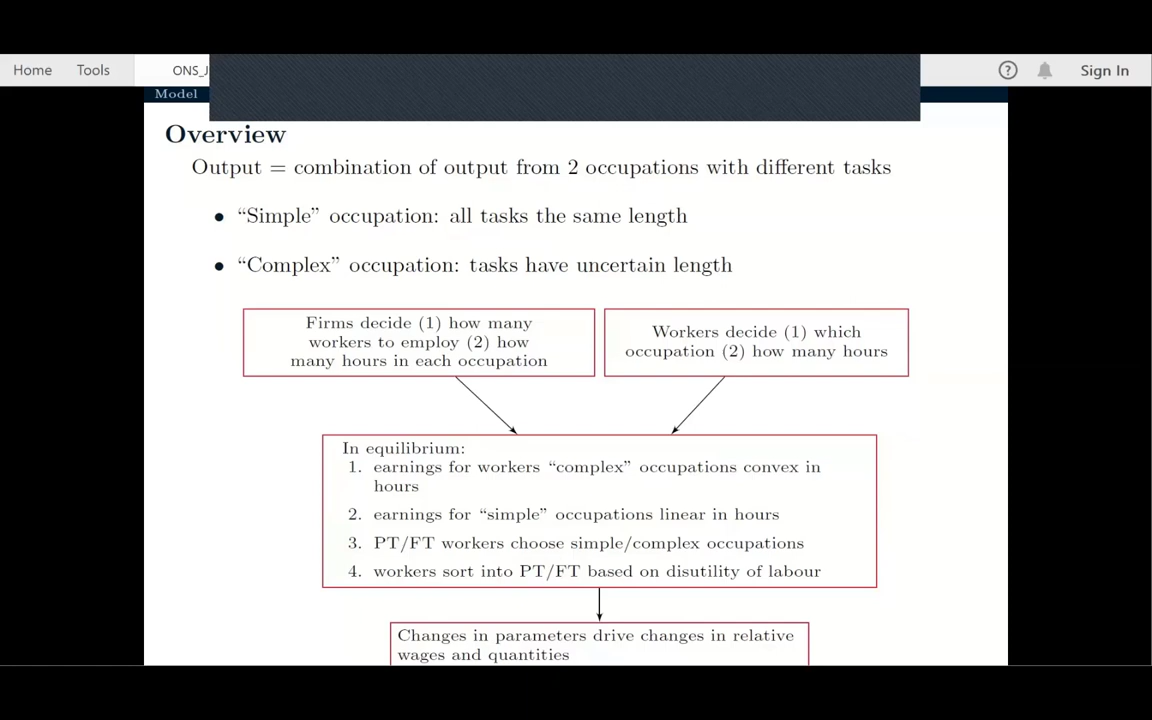 Home Tools ONS_J Sign In
Model
Overview
Output = combination of output from 2 occupations with different tasks
• “Simple” occupation: all tasks the same length
• “Complex” occupation: tasks have uncertain length
Firms decide (1) how many
workers to employ (2) how
many hours in each occupation
Workers decide (1) which
occupation (2) how many hours
In equilibrium:
1. earnings for workers “complex” occupations convex in
hours
2. earnings for “simple” occupations linear in hours
3. PT/FT workers choose simple/complex occupations
4. workers sort into PT/FT based on disutility of labour
Changes in parameters drive changes in relative
wages and quantities